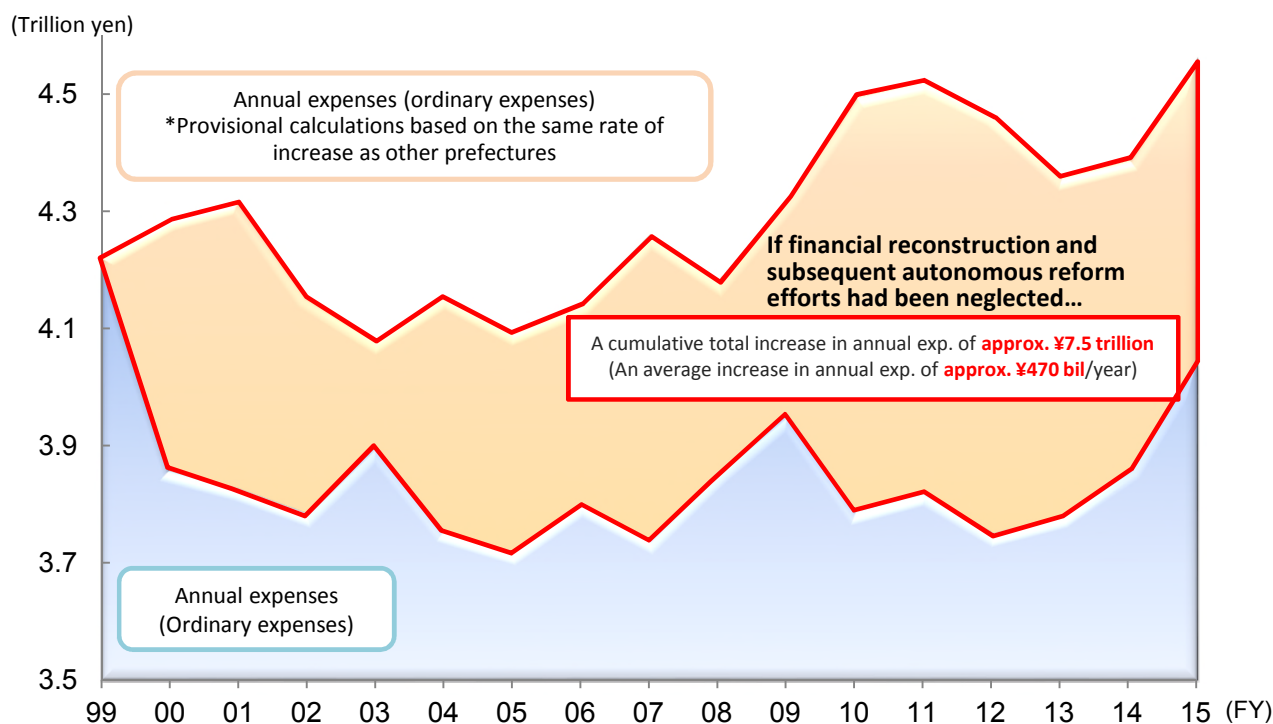 (Trillion yen)
4.5
4.3
4.1
3.9
3.7
3.5
Annual expenses (ordinary expenses)
*Provisional calculations based on the same rate of
increase as other prefectures
If financial reconstruction and
subsequent autonomous reform
efforts had been neglected…
A cumulative total increase in annual exp. of approx. ¥7.5 trillion
(An average increase in annual exp. of approx. ¥470 bil/year)
Annual expenses
(Ordinary expenses)
99 00 01 02 03 04 05 06 07 08 09 10 11 12 13 14 15 (FY)